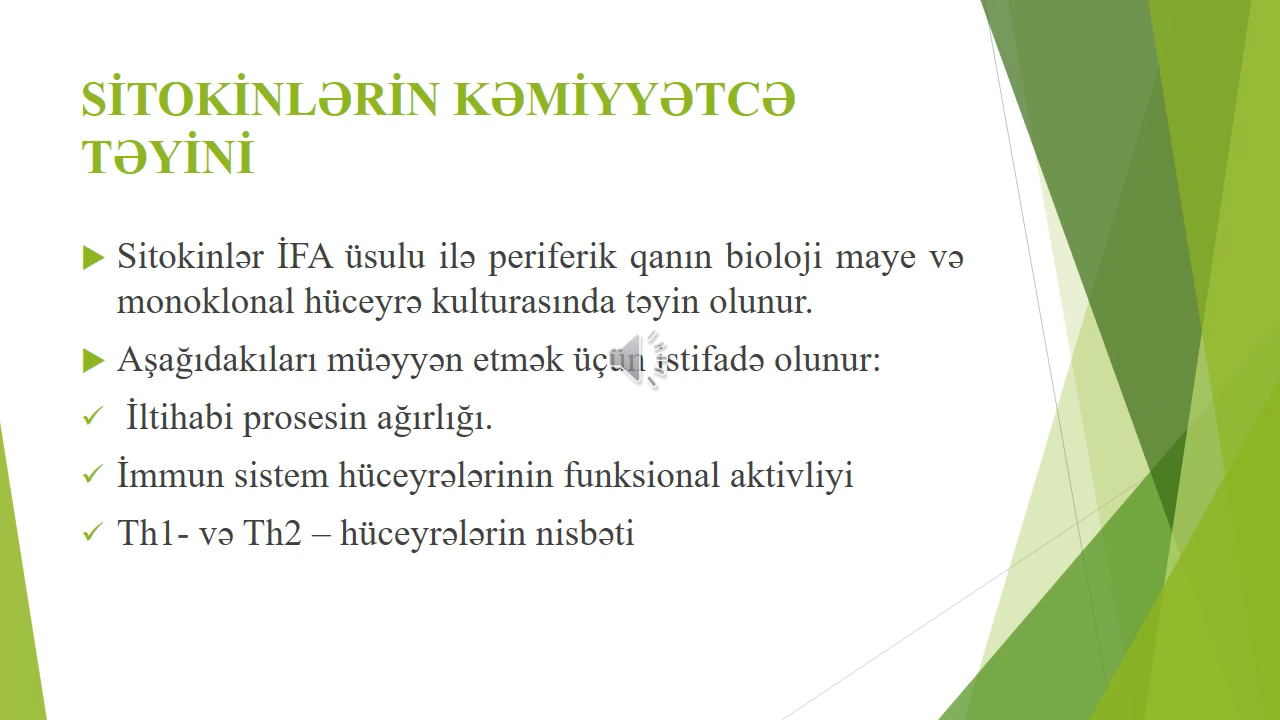 SİTOKİNLƏRİN KƏMİYYƏTCƏ
TƏYİNİ
Sitokinlər İFA üsulu ilə periferik qanın bioloji maye və
monoklonal hüceyrə kulturasında təyin olunur.
Aşağıdakıları müəyyən etmək üçün istifadə olunur:
İltihabi prosesin ağırlığı.
İmmun sistem hüceyrələrinin funksional aktivliyi
Th1- və Th2 – hüceyrələrin nisbəti